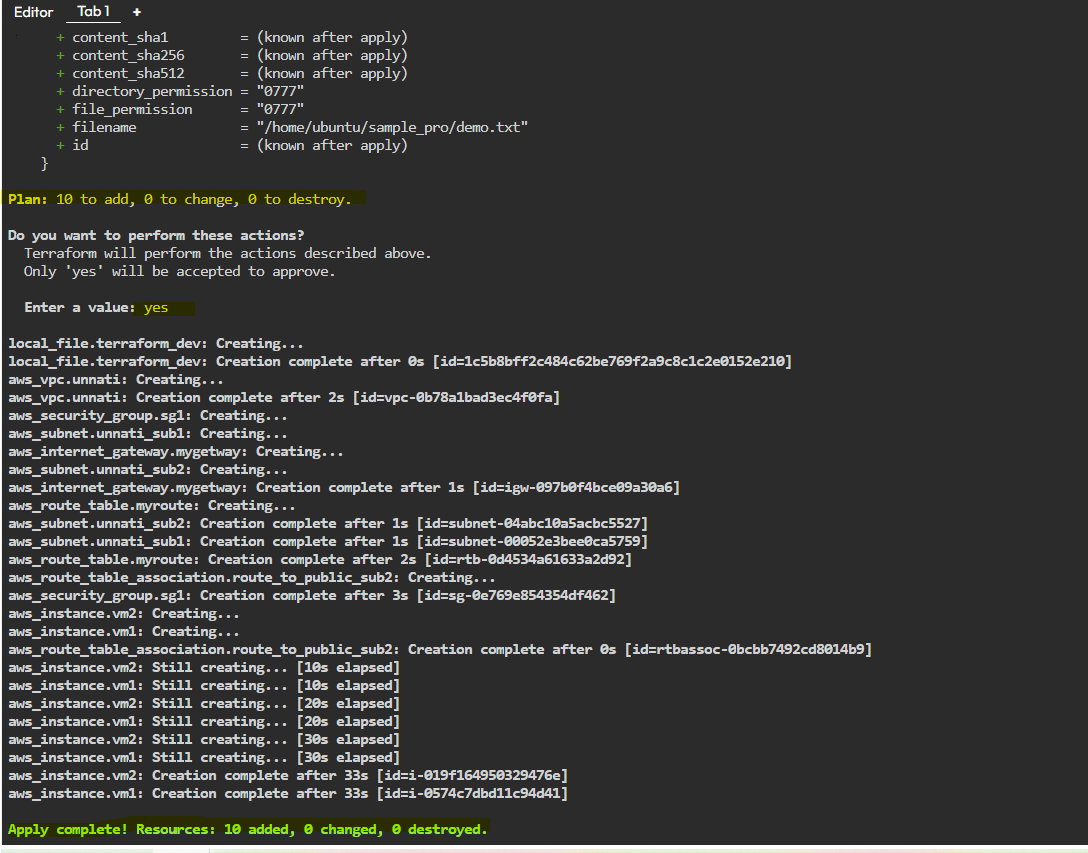 Editor Tab 1 +
+ content_sha1 = (known after apply)
+ content_sha256 = (known after apply)
+ content_sha512 = (known after apply)
+ directory_permission = "0777"
+ file_permission = "0777"
+ filename = "/home/ubuntu/sample_pro/demo.txt"
+ id = (known after apply)
}
Plan: 10 to add, 0 to change, 0 to destroy.
Do you want to perform these actions?
Terraform will perform the actions described above.
Only 'yes' will be accepted to approve.
Enter a value: yes
local_file.terraform_dev: Creating...
local_file.terraform_dev: Creation complete after 0s [id=1c5b8bff2c484c62be769f2a9c8c1c2e0152e210]
aws_vpc.unnati: Creating...
aws_vpc.unnati: Creation complete after 2s [id=vpc-0b78a1bad3ec4f0fa]
aws_security_group.sg1: Creating...
aws_subnet.unnati_sub1: Creating...
aws_internet_gateway.mygetway: Creating...
aws_subnet.unnati_sub2: Creating...
aws_internet_gateway.mygetway: Creation complete after 1s [id=igw-097b0f4bce09a30a6]
aws_route_table.myroute: Creating...
aws_subnet.unnati_sub2: Creation complete after 1s [id=subnet-04abc10a5acbc5527]
aws_subnet.unnati_sub1: Creation complete after 1s [id=subnet-00052e3bee0ca5759]
aws_route_table.myroute: Creation complete after 2s [id=rtb-0d4534a61633a2d92]
aws_route_table_association.route_to_public_sub2: Creating...
aws_security_group.sg1: Creation complete after 3s [id=sg-0e769e854354df462]
aws_instance.vm2: Creating...
aws_instance.vm1: Creating...
aws_route_table_association.route_to_public_sub2: Creation complete after 0s [id=rtbassoc-0bcbb7492cd8014b9]
aws_instance.vm2: Still creating... [10s elapsed]
aws_instance.vm1: Still creating... [10s elapsed]
aws_instance.vm2: Still creating... [20s elapsed]
aws_instance.vm1: Still creating... [20s elapsed]
aws_instance.vm2: Still creating... [30s elapsed]
aws_instance.vm1: Still creating... [30s elapsed]
aws_instance.vm2: Creation complete after 33s [id=i-019f164950329476e]
aws_instance.vm1: Creation complete after 33s [id=i-0574c7dbd11c94d41]
Apply complete! Resources: 10 added, 0 changed, 0 destroyed.